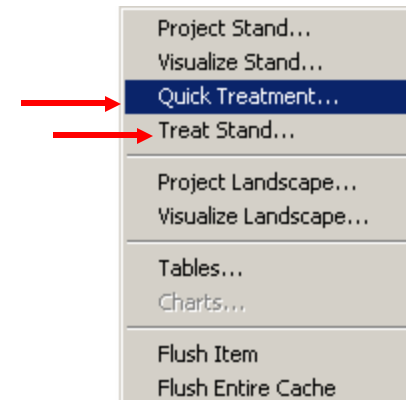 Project Stand...
Visualize Stand...
Quick Treatment...
Treat Stand...
Project Landscape...
Visualize Landscape...
Tables...
Charts...
Flush Item
Flush Entire Cache